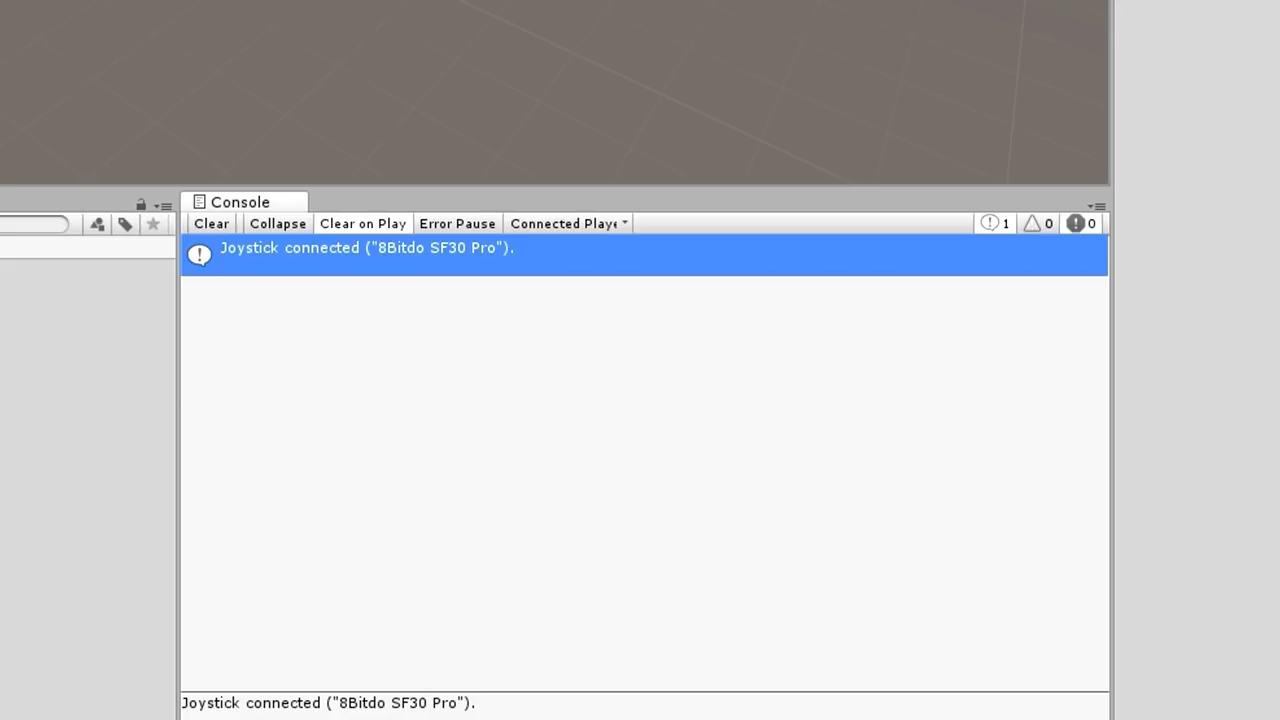 Console
Clear Collapse Clear on Play Error Pause Connected Playe 1 0 0
Joystick connected ("8Bitdo SF30 Pro").
Joystick connected ("8Bitdo SF30 Pro").